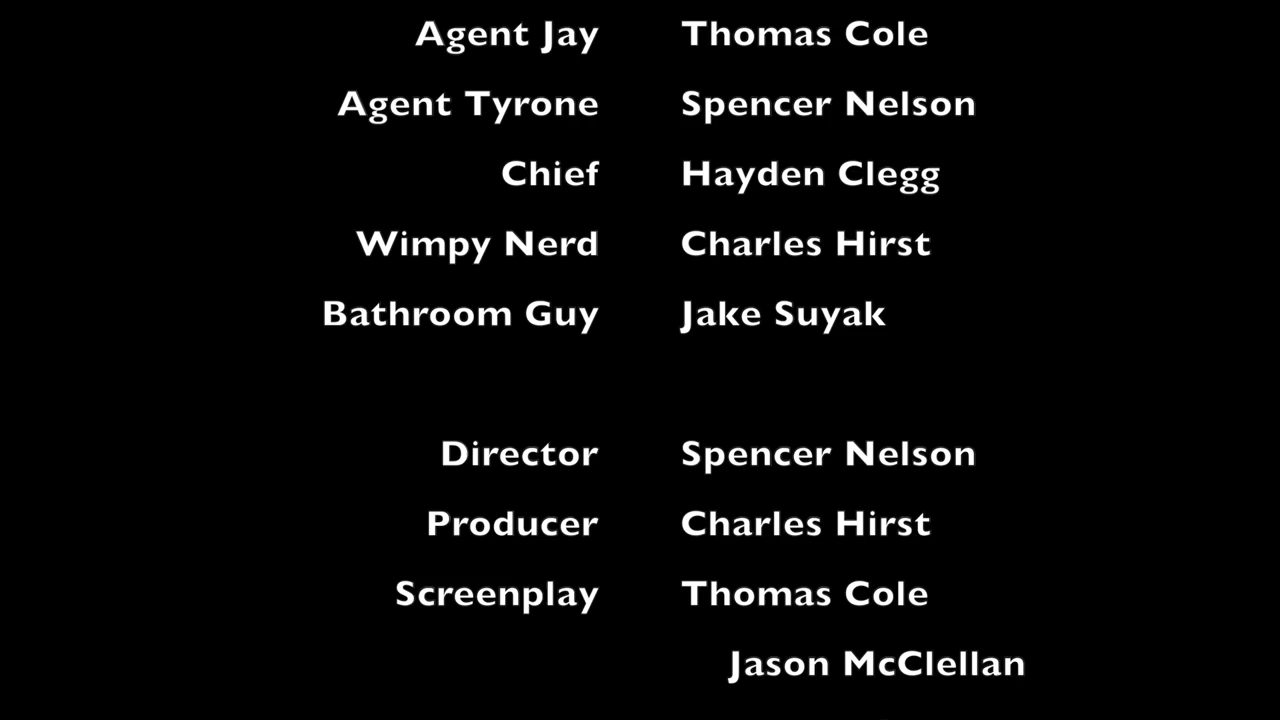 Agent Jay Thomas Cole
Agent Tyrone Spencer Nelson
Chief Hayden Clegg
Wimpy Nerd Charles Hirst
Bathroom Guy Jake Suyak
Director Spencer Nelson
Producer Charles Hirst
Screenplay Thomas Cole
Jason McClellan